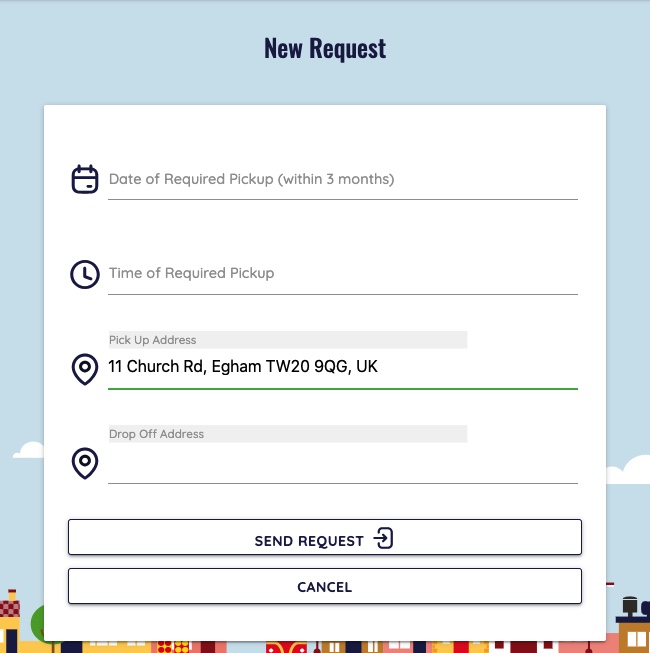 New Request
Date of Required Pickup (within 3 months)
Time of Required Pickup
Pick Up Address
11 Church Rd, Egham TW20 9QG, UK
Drop Off Address
SEND REQUEST
CANCEL